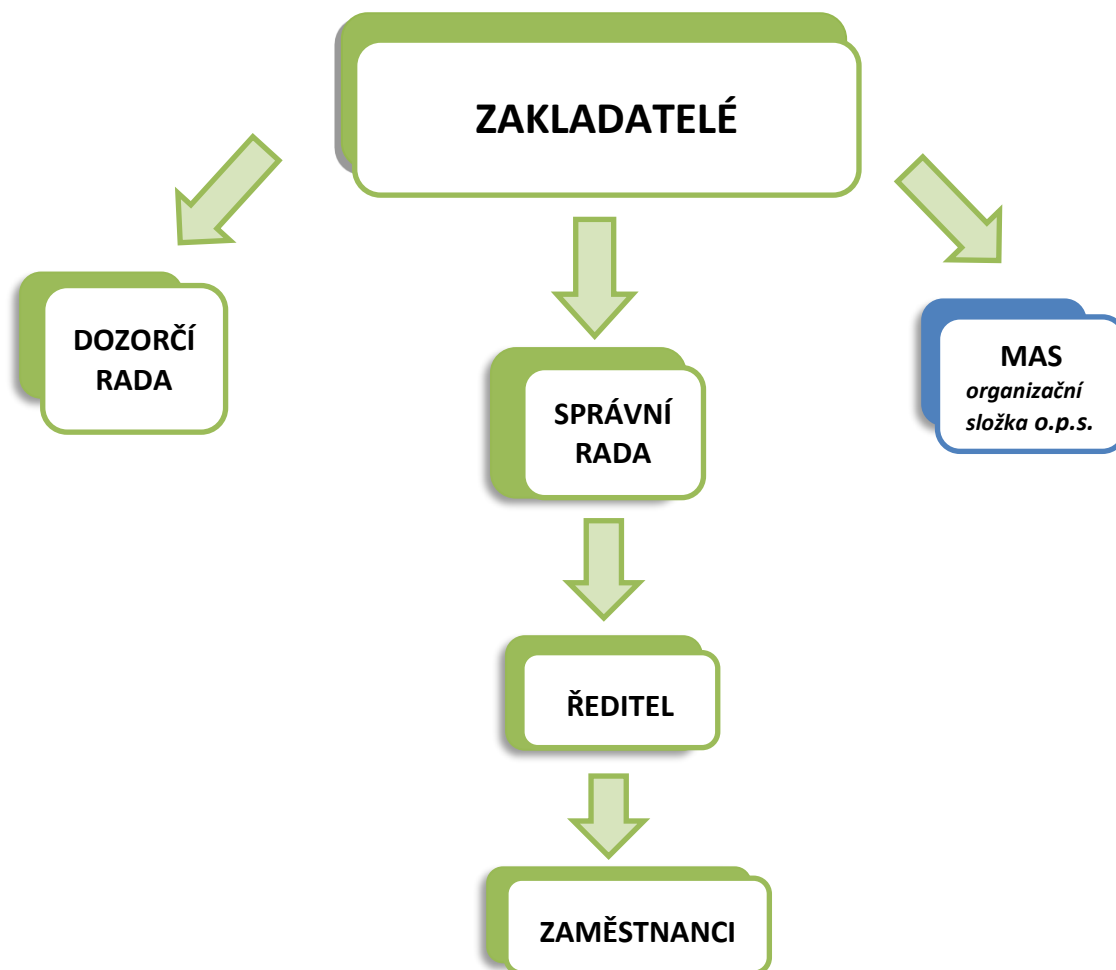 ZAKLADATELÉ
DOZORČÍ
RADA
SPRÁVNÍ
RADA
MAS
organizační
složka o.p.s.
ŘEDITEL
ZAMĚSTNANCI